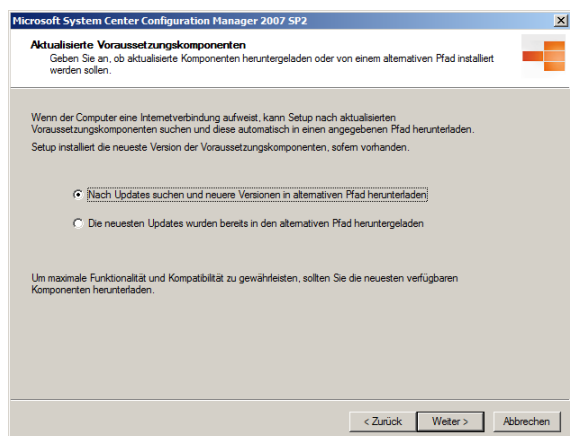 Microsoft System Center Configuration Manager 2007 SP2
Aktualisierte Voraussetzungskomponenten
Geben Sie an, ob aktualisierte Komponenten heruntergeladen oder von einem alternativen Pfad installiert
werden sollen.
Wenn der Computer eine Internetverbindung aufweist, kann Setup nach aktualisierten
Voraussetzungskomponenten suchen und diese automatisch in einen angegebenen Pfad herunterladen.
Setup installiert die neueste Version der Voraussetzungskomponenten, sofern vorhanden.
Nach Updates suchen und neuere Versionen in alternativen Pfad herunterladen
Die neuesten Updates wurden bereits in den alternativen Pfad heruntergeladen
Um maximale Funktionalität und Kompatibilität zu gewährleisten, sollten Sie die neuesten verfügbaren
Komponenten herunterladen.
< Zurück Weiter > Abbrechen